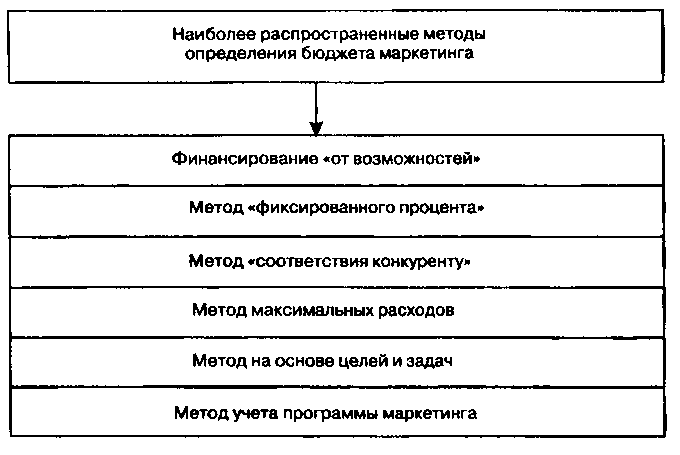 Наиболее распространенные методы
определения бюджета маркетинга
Финансирование «от возможностей»
Метод «фиксированного процента»
Метод «соответствия конкуренту»
Метод максимальных расходов
Метод на основе целей и задач
Метод учета программы маркетинга